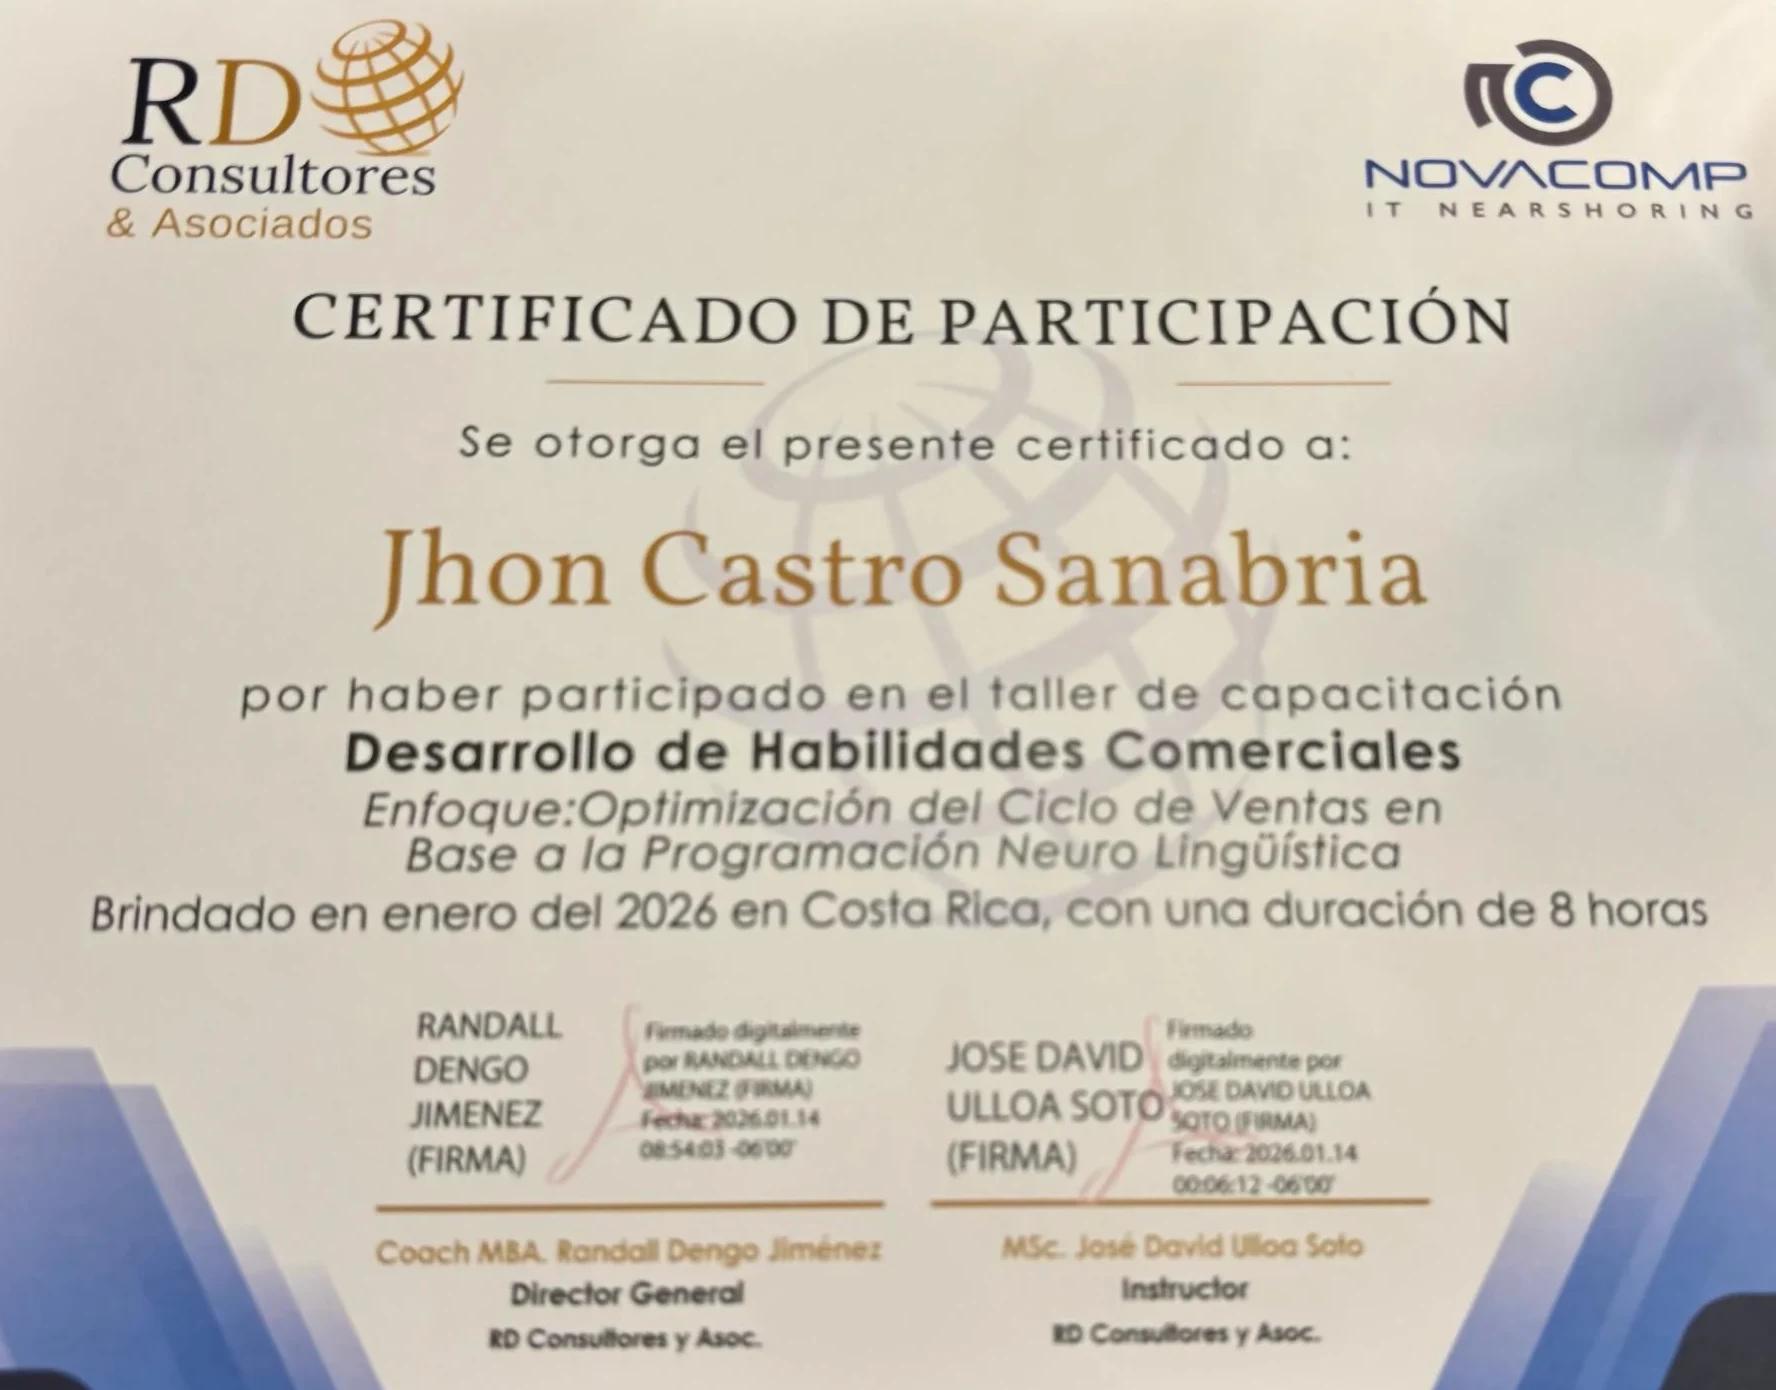 RD
Consultores
& Asociados
NOVACOMP
IT NEARSHORING
CERTIFICADO DE PARTICIPACIÓN
Se otorga el presente certificado a:
Jhon Castro Sanabria
por haber participado en el taller de capacitación
Desarrollo de Habilidades Comerciales
Enfoque:Optimización del Ciclo de Ventas en
Base a la Programación Neuro Lingüística
Brindado en enero del 2026 en Costa Rica, con una duración de 8 horas
RANDALL
DENGO
JIMENEZ
(FIRMA)
Firmado digitalmente
por RANDALL DENGO
JIMENEZ (FIRMA)
Fecha: 2026.01.14
08:54:03 -06'00'
Coach MBA. Randall Dengo Jiménez
Director General
RD Consultores y Asoc.
JOSE DAVID
ULLOA SOTO
(FIRMA)
Firmado
digitalmente por
JOSE DAVID ULLOA
SOTO (FIRMA)
Fecha: 2026.01.14
00:06:12 -06'00'
MSc. José David Ulloa Soto
Instructor
RD Consultores y Asoc.